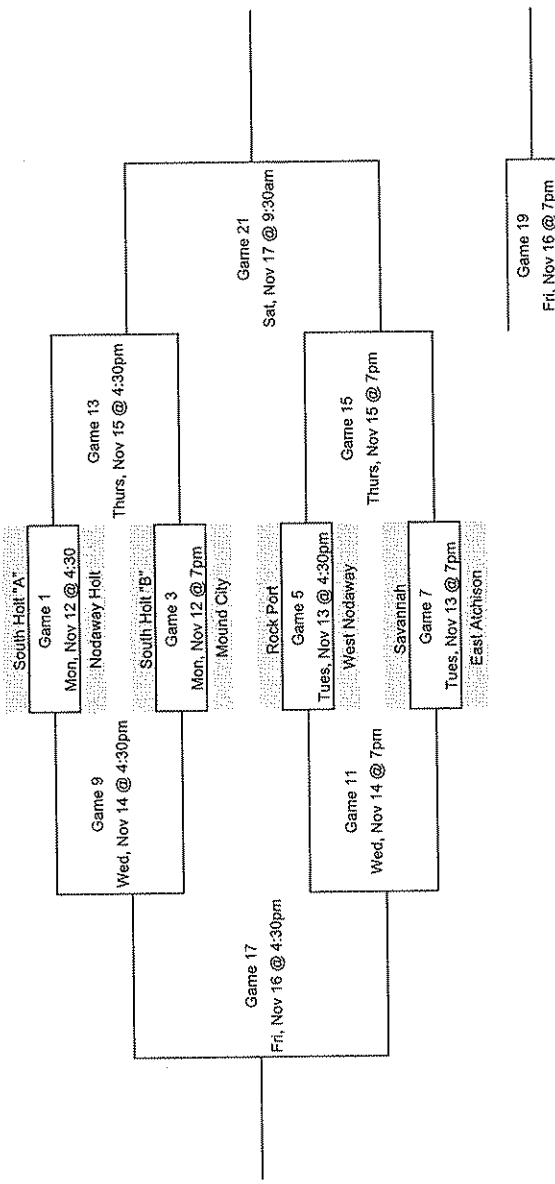 South Holt "A"
Game 1
Mon, Nov 12 @ 4:30
Nodaway Holt
Game 9
Wed, Nov 14 @ 4:30pm
Game 13
Thurs, Nov 15 @ 4:30pm
South Holt "B"
Game 3
Mon, Nov 12 @ 7pm
Mound City
Game 17
Fri, Nov 16 @ 4:30pm
Game 21
Sat, Nov 17 @ 9:30am
Rock Port
Game 5
Tues, Nov 13 @ 4:30pm
West Nodaway
Game 11
Wed, Nov 14 @ 7pm
Game 15
Thurs, Nov 15 @ 7pm
Savannah
Game 7
Tues, Nov 13 @ 7pm
East Atchison
Game 19
Fri, Nov 16 @ 7pm